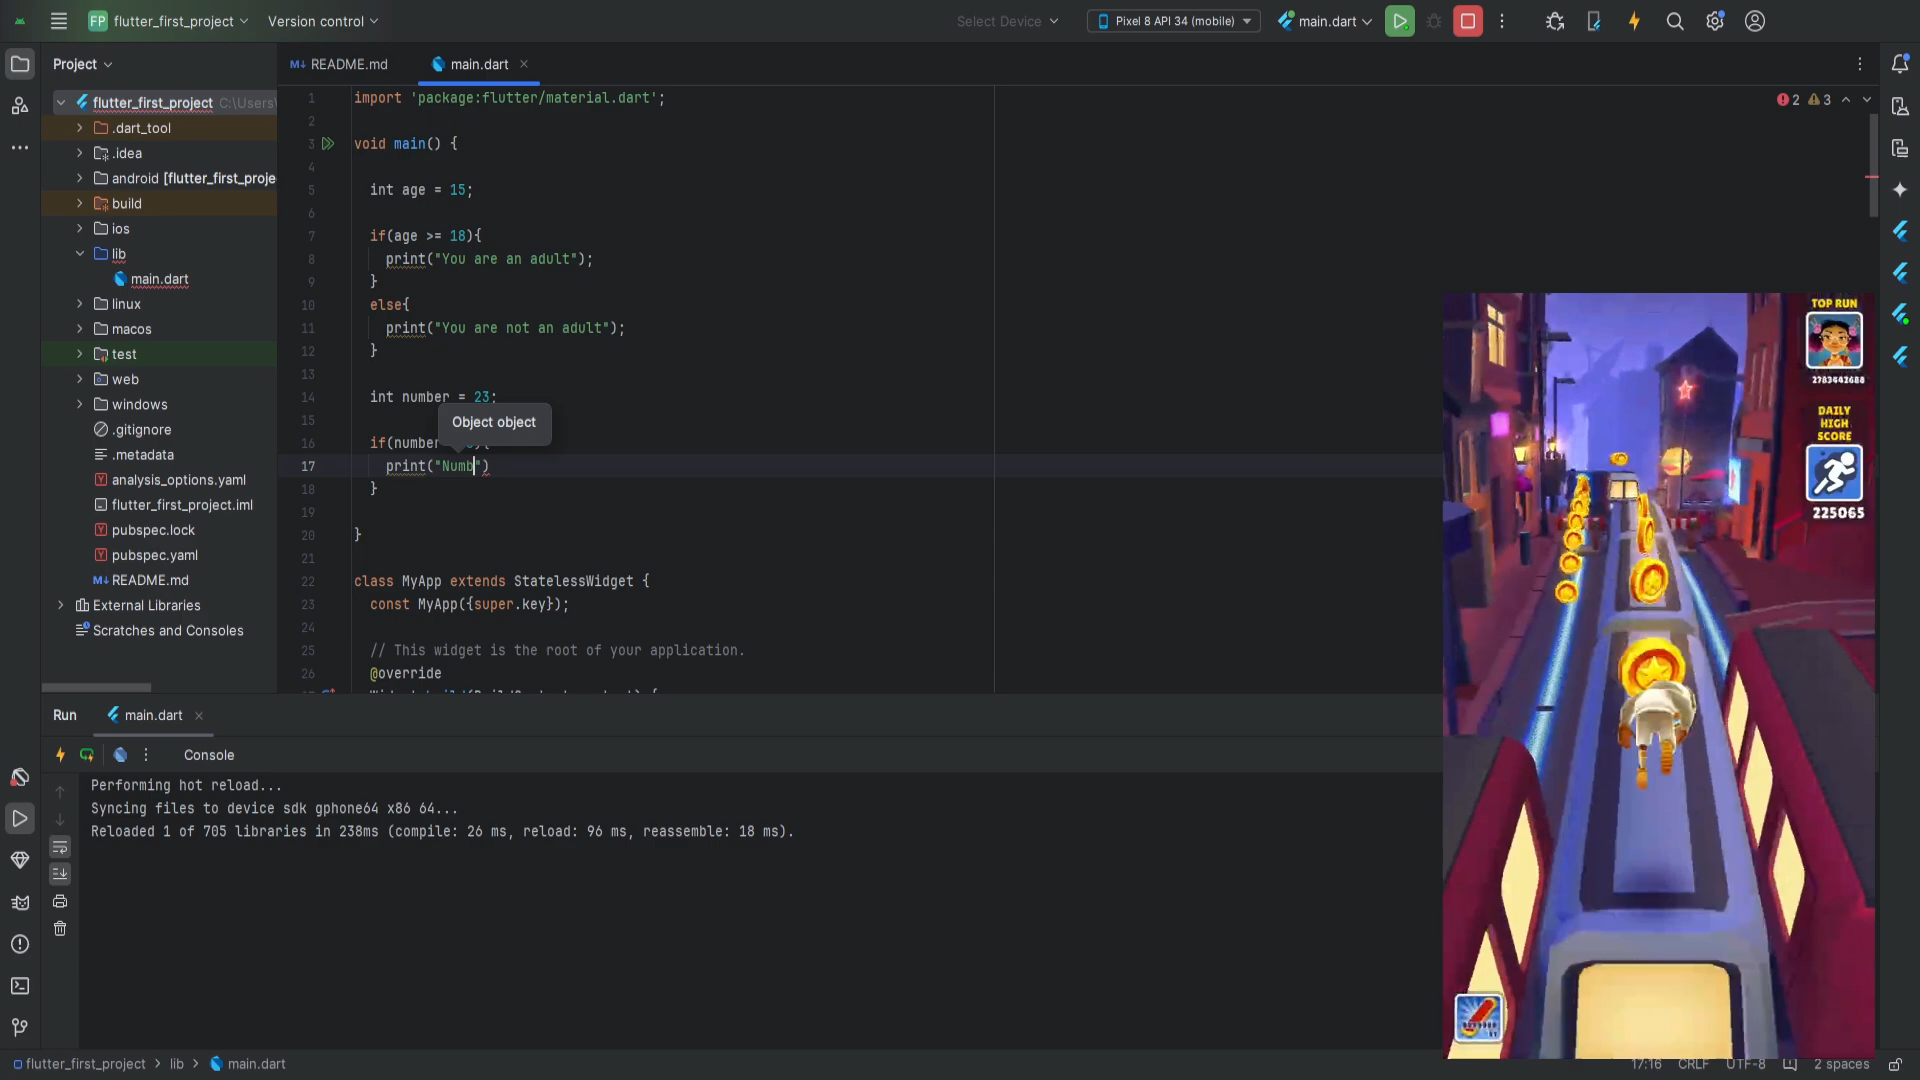 FP flutter_first_project
Version control
Select Device
Pixel 8 API 34 (mobile)
main.dart
Project
README.md
main.dart
flutter_first_project C:\Users\
.dart_tool
.idea
android [flutter_first_proje
build
ios
lib
main.dart
linux
macos
test
web
windows
.gitignore
.metadata
analysis_options.yaml
flutter_first_project.iml
pubspec.lock
pubspec.yaml
README.md
External Libraries
Scratches and Consoles
2 3
1 import 'package:flutter/material.dart';
2
3 void main() {
4
5 int age = 15;
6
7 if(age >= 18){
8 print("You are an adult");
9 }
10 else{
11 print("You are not an adult");
12 }
13
14 int number = 23;
15
Object object
16 if(number
17 print("Numb")
18 }
19
20 }
21
22 class MyApp extends StatelessWidget {
23 const MyApp({super.key});
24
25 // This widget is the root of your application.
26 @override
TOP RUN
2783442688
DAILY
HIGH
SCORE
225065
Run
main.dart
Console
Performing hot reload...
Syncing files to device sdk gphone64 x86 64...
Reloaded 1 of 705 libraries in 238ms (compile: 26 ms, reload: 96 ms, reassemble: 18 ms).
flutter_first_project > lib > main.dart
17:16 CRLF UTF-8 2 spaces